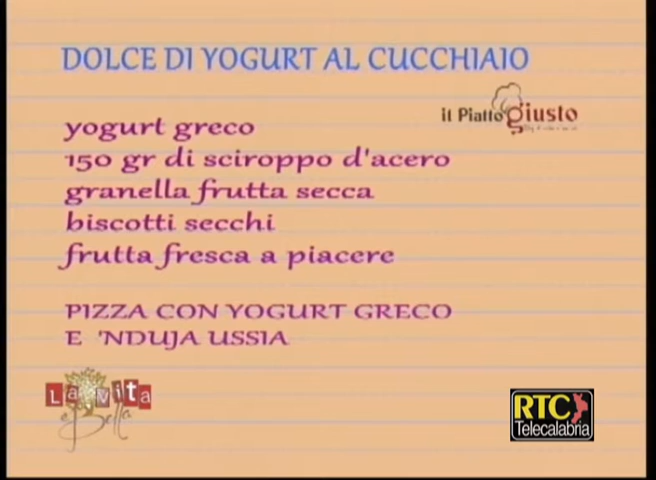 DOLCE DI YOGURT AL CUCCHIAIO
il Piatto giusto
yogurt greco
150 gr di sciroppo d'acero
granella frutta secca
biscotti secchi
frutta fresca a piacere
PIZZA CON YOGURT GRECO
E 'NDUJA USSIA
La Vita
è Bella
RTC
Telecalabria